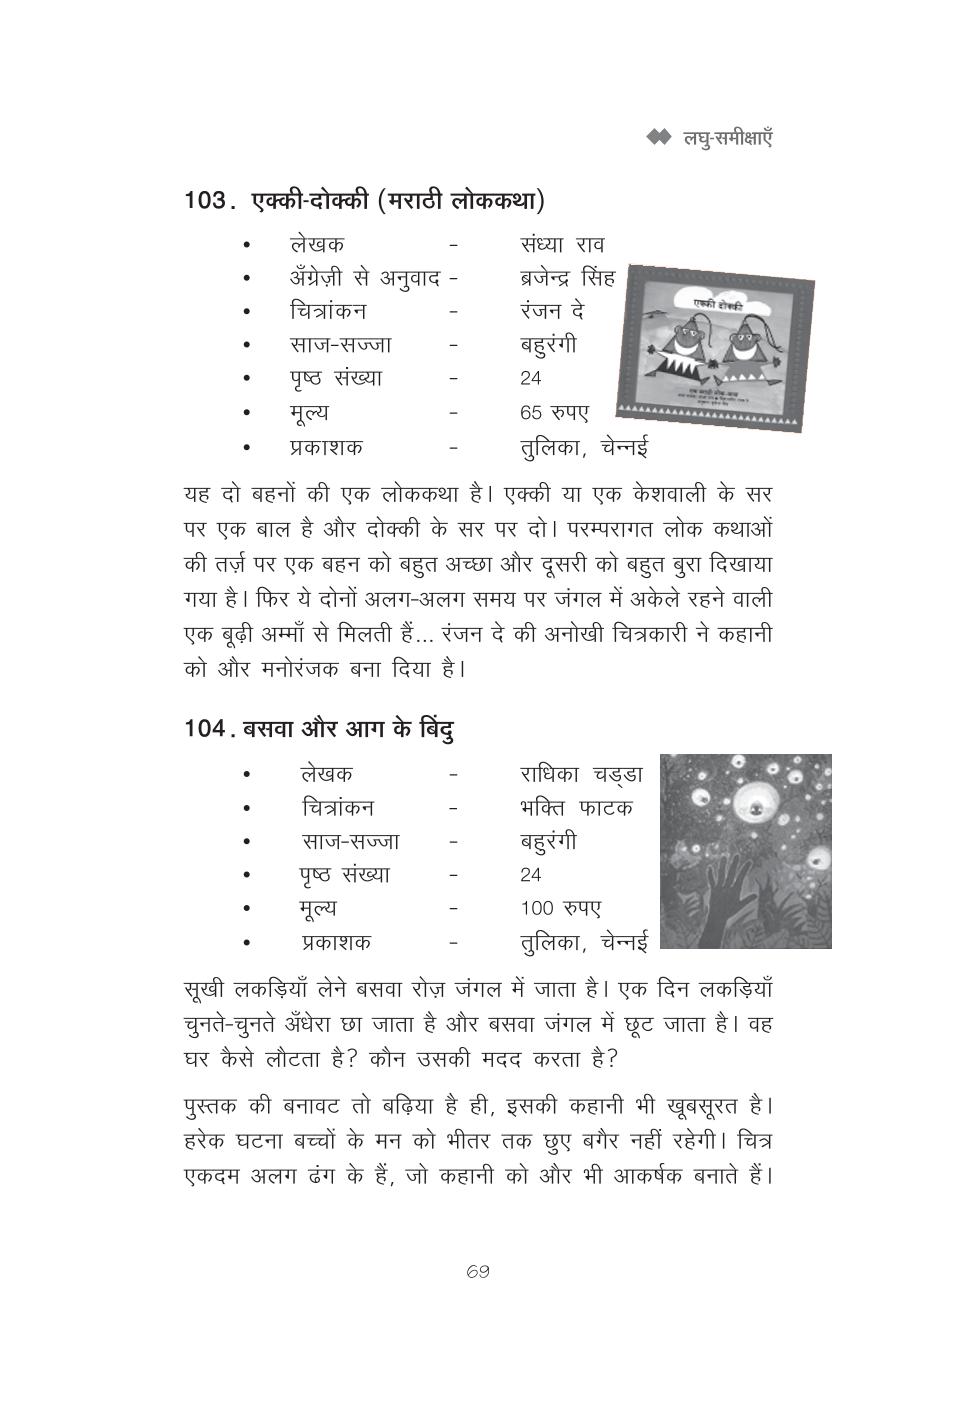 लघु-समीक्षाएँ
103. एक्की-दोक्की (मराठी लोककथा)
• लेखक - संध्या राव
• अँग्रेज़ी से अनुवाद - ब्रजेन्द्र सिंह
• चित्रांकन - रंजन दे
• साज-सज्जा - बहुरंगी
• पृष्ठ संख्या - 24
• मूल्य - 65 रुपए
• प्रकाशक - तुलिका, चेन्नई
एक्की दोक्की
एक मराठी लोक-कथा
यह दो बहनों की एक लोककथा है। एक्की या एक केशवाली के सर
पर एक बाल है और दोक्की के सर पर दो। परम्परागत लोक कथाओं
की तर्ज़ पर एक बहन को बहुत अच्छा और दूसरी को बहुत बुरा दिखाया
गया है। फिर ये दोनों अलग-अलग समय पर जंगल में अकेले रहने वाली
एक बूढ़ी अम्माँ से मिलती हैं... रंजन दे की अनोखी चित्रकारी ने कहानी
को और मनोरंजक बना दिया है।
104. बसवा और आग के बिंदु
• लेखक - राधिका चड्डा
• चित्रांकन - भक्ति फाटक
• साज-सज्जा - बहुरंगी
• पृष्ठ संख्या - 24
• मूल्य - 100 रुपए
• प्रकाशक - तुलिका, चेन्नई
सूखी लकड़ियाँ लेने बसवा रोज़ जंगल में जाता है। एक दिन लकड़ियाँ
चुनते-चुनते अँधेरा छा जाता है और बसवा जंगल में छूट जाता है। वह
घर कैसे लौटता है? कौन उसकी मदद करता है?
पुस्तक की बनावट तो बढ़िया है ही, इसकी कहानी भी खूबसूरत है।
हरेक घटना बच्चों के मन को भीतर तक छुए बगैर नहीं रहेगी। चित्र
एकदम अलग ढंग के हैं, जो कहानी को और भी आकर्षक बनाते हैं।
69